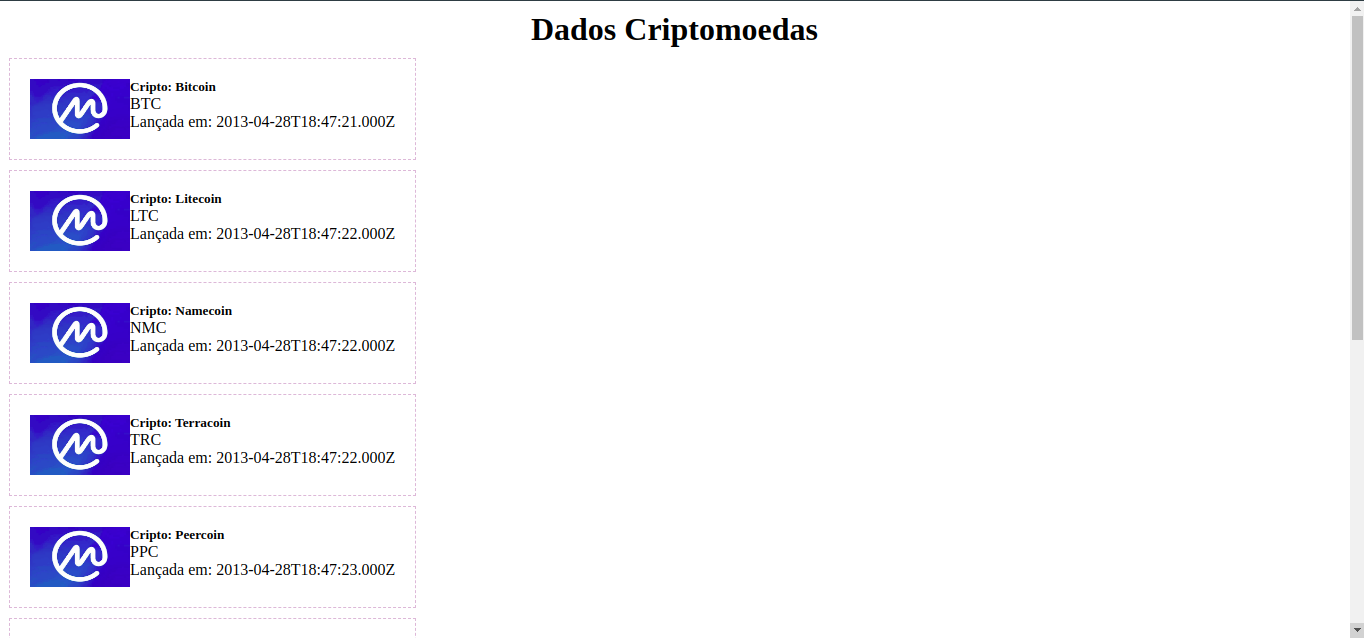 Dados Criptomoedas
Cripto: Bitcoin
BTC
Lançada em: 2013-04-28T18:47:21.000Z
Cripto: Litecoin
LTC
Lançada em: 2013-04-28T18:47:22.000Z
Cripto: Namecoin
NMC
Lançada em: 2013-04-28T18:47:22.000Z
Cripto: Terracoin
TRC
Lançada em: 2013-04-28T18:47:22.000Z
Cripto: Peercoin
PPC
Lançada em: 2013-04-28T18:47:23.000Z